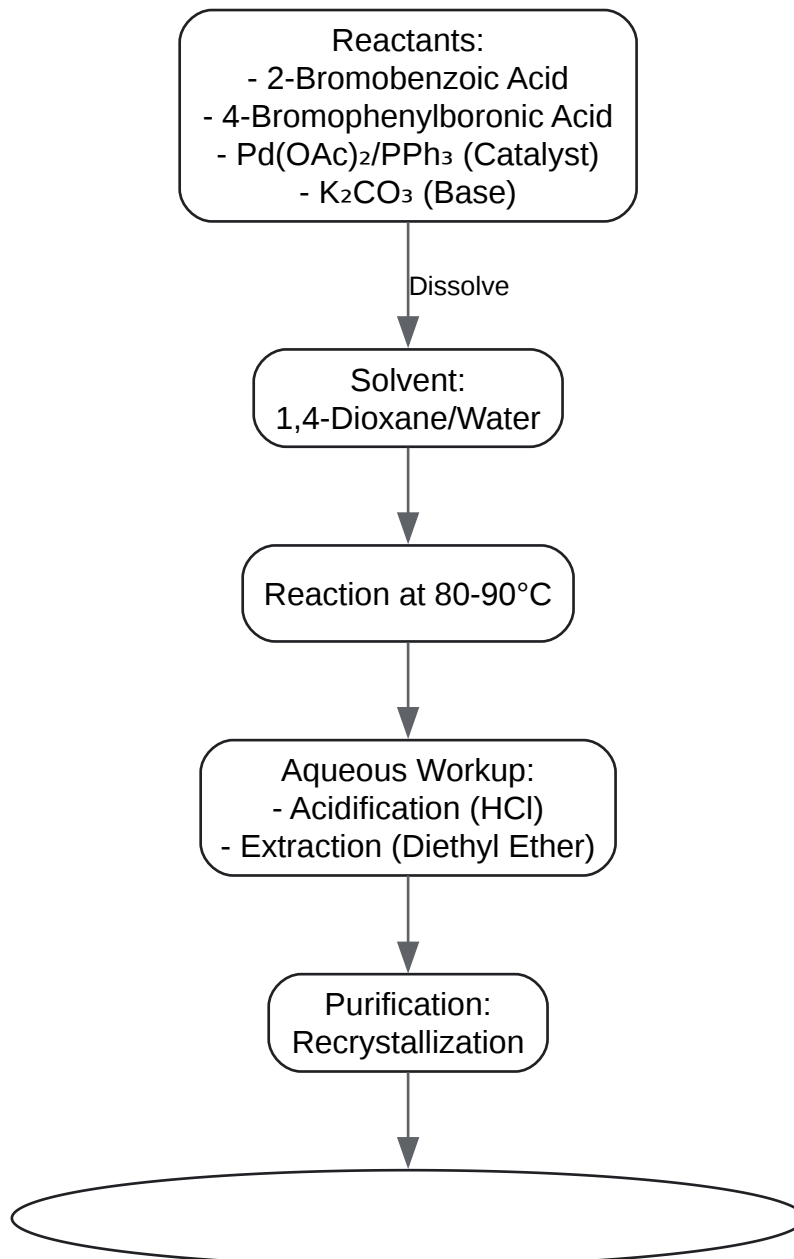 Reactants:
- 2-Bromobenzoic Acid
- 4-Bromophenylboronic Acid
- Pd(OAc)₂/PPh₃ (Catalyst)
- K₂CO₃ (Base)
Dissolve
Solvent:
1,4-Dioxane/Water
Reaction at 80-90°C
Aqueous Workup:
- Acidification (HCl)
- Extraction (Diethyl Ether)
Purification:
Recrystallization